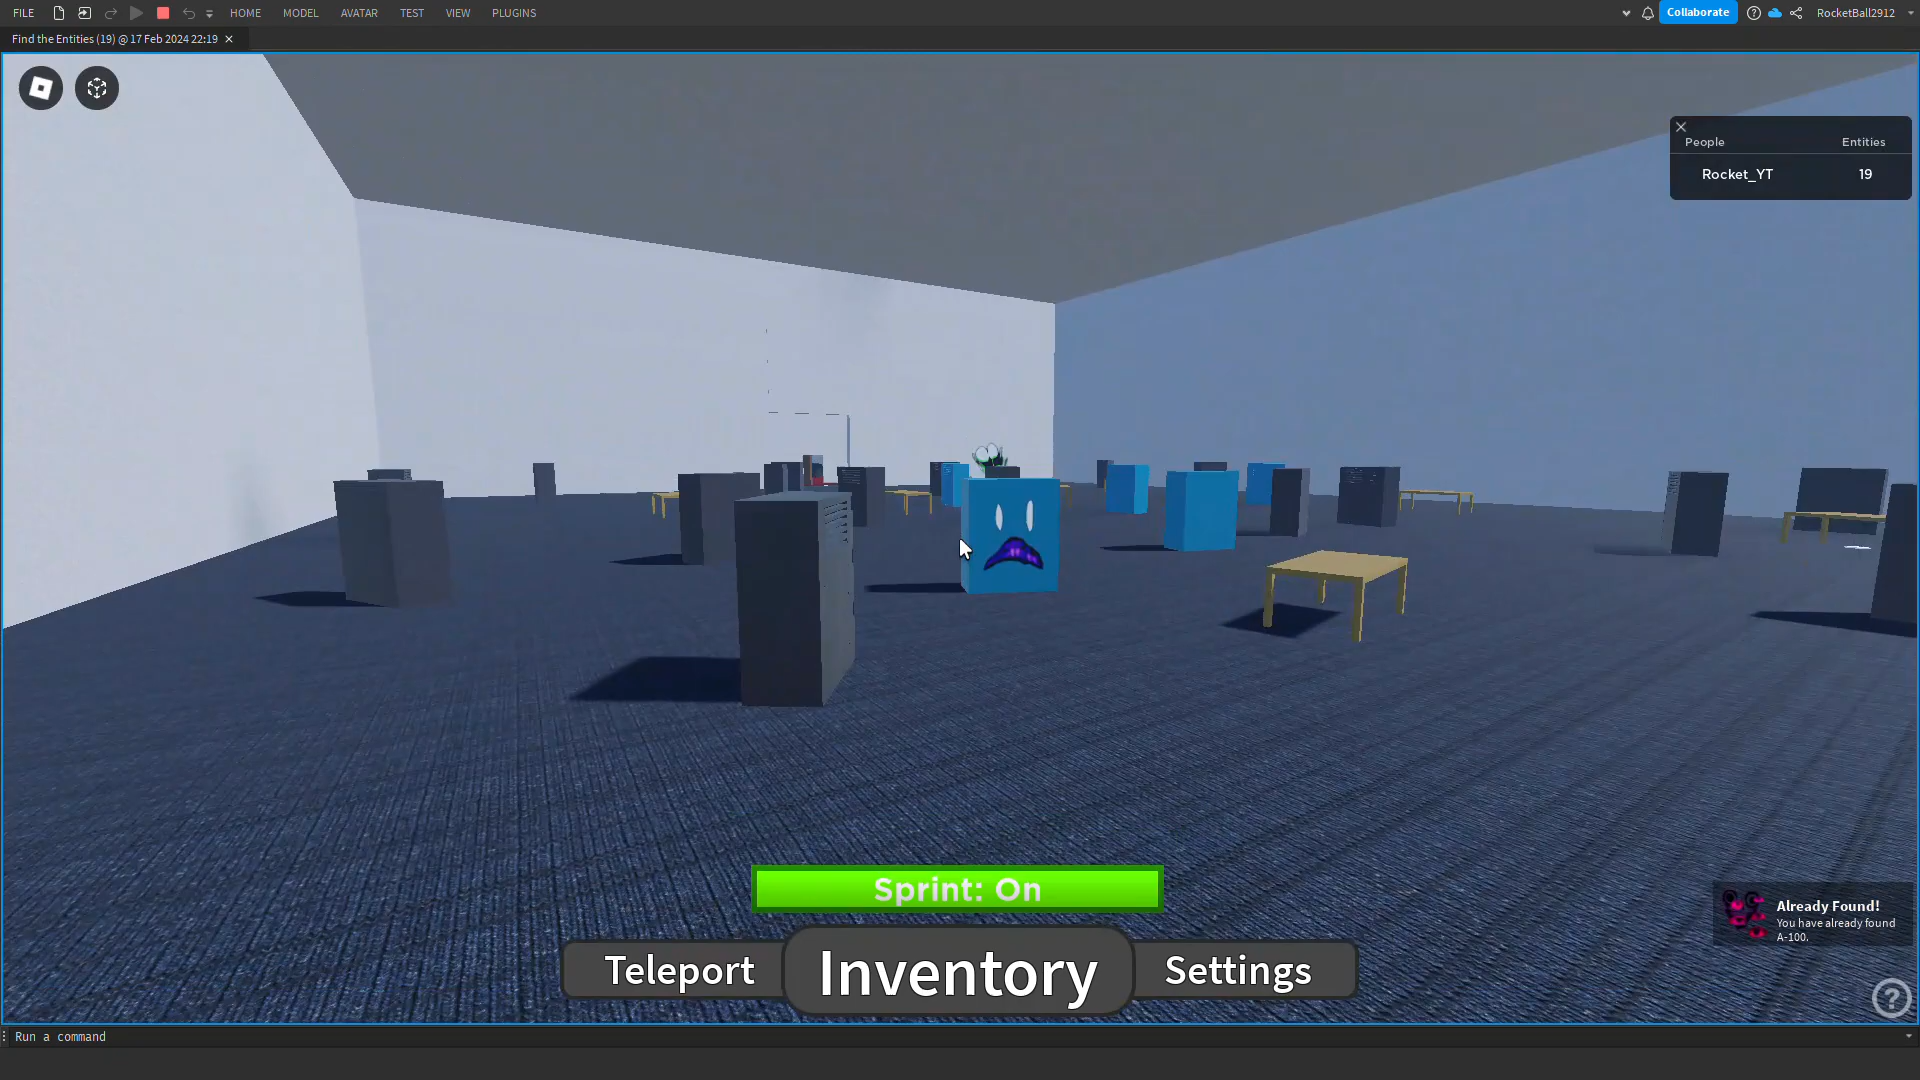 FILE HOME MODEL AVATAR TEST VIEW PLUGINS Collaborate RocketBall2912
Find the Entities (19) @ 17 Feb 2024 22:19
People Entities
Rocket_YT 19
Sprint: On
Already Found!
You have already found
A-100.
Teleport Inventory Settings
Run a command